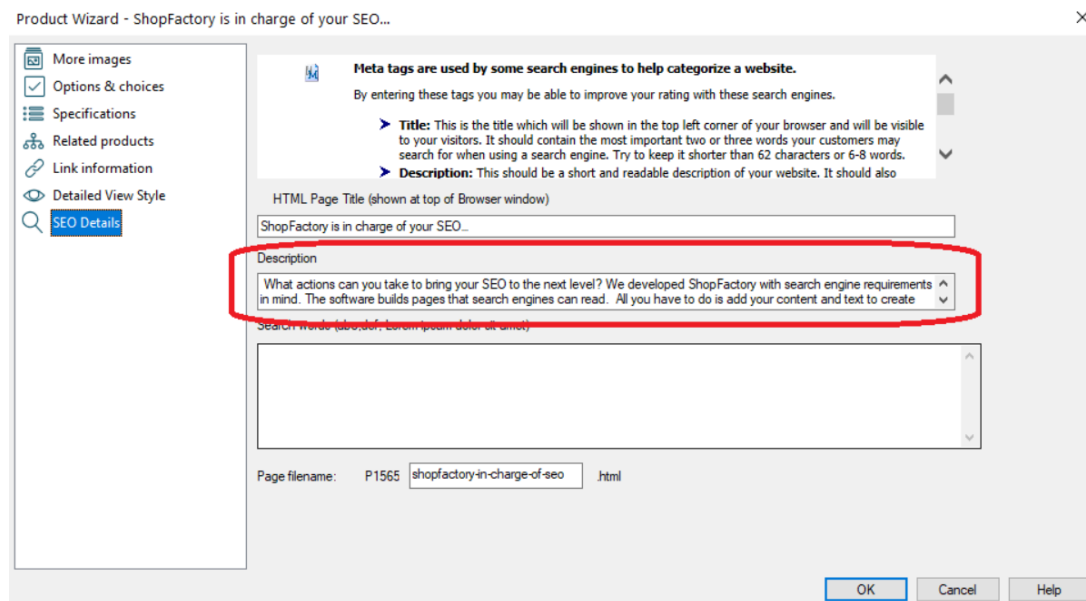 Product Wizard - ShopFactory is in charge of your SEO...
More images
Options & choices
Specifications
Related products
Link information
Detailed View Style
SEO Details
Meta tags are used by some search engines to help categorize a website.
By entering these tags you may be able to improve your rating with these search engines.
Title: This is the title which will be shown in the top left corner of your browser and will be visible
to your visitors. It should contain the most important two or three words your customers may
search for when using a search engine. Try to keep it shorter than 62 characters or 6-8 words.
Description: This should be a short and readable description of your website. It should also
HTML Page Title (shown at top of Browser window)
ShopFactory is in charge of your SEO...
Description
What actions can you take to bring your SEO to the next level? We developed ShopFactory with search engine requirements
in mind. The software builds pages that search engines can read. All you have to do is add your content and text to create
Search words (abc,def, Lorem ipsum dolor sit amet)
Page filename: P1565 shopfactory-in-charge-of-seo .html
OK Cancel Help